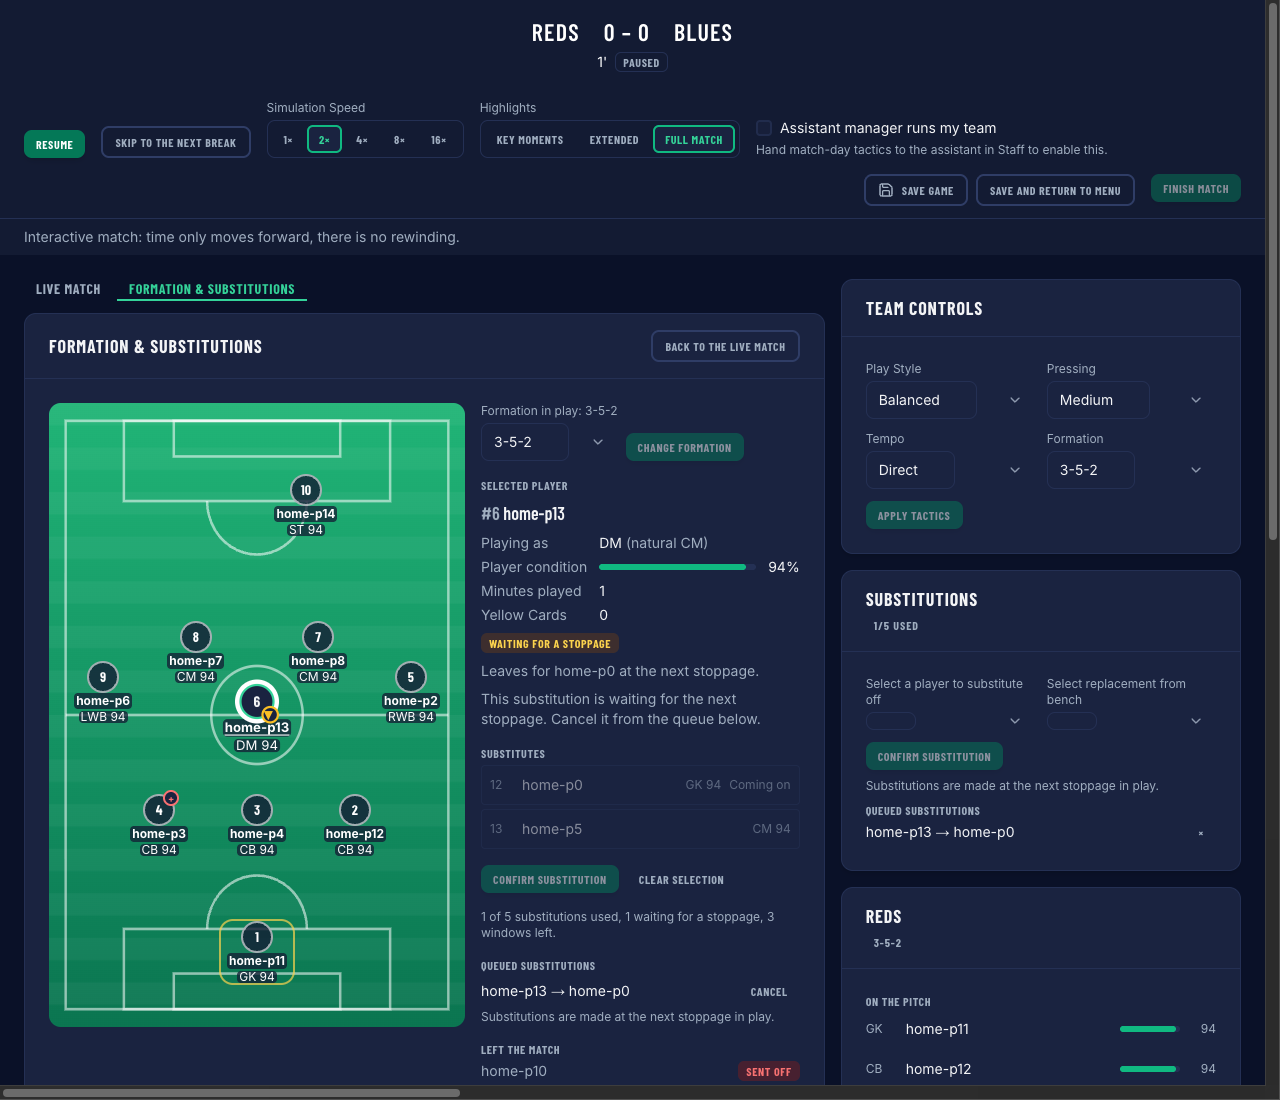 REDS 0 – 0 BLUES
1' PAUSED
Simulation Speed
Highlights
RESUME
SKIP TO THE NEXT BREAK
1× 2× 4× 8× 16×
KEY MOMENTS EXTENDED FULL MATCH
Assistant manager runs my team
Hand match-day tactics to the assistant in Staff to enable this.
SAVE GAME
SAVE AND RETURN TO MENU
FINISH MATCH
Interactive match: time only moves forward, there is no rewinding.
LIVE MATCH
FORMATION & SUBSTITUTIONS
FORMATION & SUBSTITUTIONS
BACK TO THE LIVE MATCH
10
home-p14
ST 94
8
home-p7
CM 94
7
home-p8
CM 94
9
home-p6
LWB 94
6
home-p13
DM 94
5
home-p2
RWB 94
4
home-p3
CB 94
3
home-p4
CB 94
2
home-p12
CB 94
1
home-p11
GK 94
Formation in play: 3-5-2
3-5-2
CHANGE FORMATION
SELECTED PLAYER
#6 home-p13
Playing as DM (natural CM)
Player condition 94%
Minutes played 1
Yellow Cards 0
WAITING FOR A STOPPAGE
Leaves for home-p0 at the next stoppage.
This substitution is waiting for the next
stoppage. Cancel it from the queue below.
SUBSTITUTES
12 home-p0 GK 94 Coming on
13 home-p5 CM 94
CONFIRM SUBSTITUTION
CLEAR SELECTION
1 of 5 substitutions used, 1 waiting for a stoppage, 3
windows left.
QUEUED SUBSTITUTIONS
home-p13 → home-p0 CANCEL
Substitutions are made at the next stoppage in play.
LEFT THE MATCH
home-p10 SENT OFF
TEAM CONTROLS
Play Style
Balanced
Pressing
Medium
Tempo
Direct
Formation
3-5-2
APPLY TACTICS
SUBSTITUTIONS
1/5 USED
Select a player to substitute
off
Select replacement from
bench
CONFIRM SUBSTITUTION
Substitutions are made at the next stoppage in play.
QUEUED SUBSTITUTIONS
home-p13 → home-p0 ×
REDS
3-5-2
ON THE PITCH
GK home-p11 94
CB home-p12 94